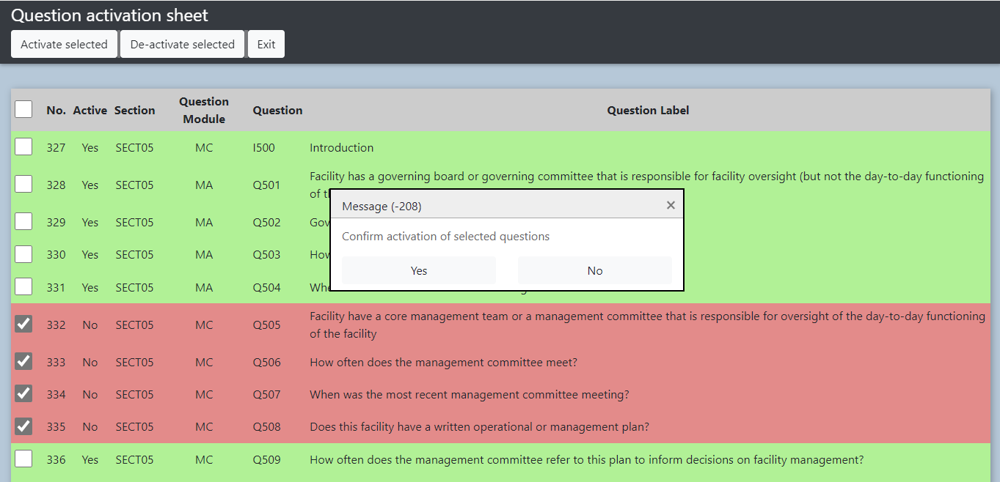 Question activation sheet
Activate selected De-activate selected Exit
No. Active Section Question Module Question Question Label
327 Yes SECT05 MC I500 Introduction
328 Yes SECT05 MA Q501 Facility has a governing board or governing committee that is responsible for facility oversight (but not the day-to-day functioning
of
Message (-208) ×
329 Yes SECT05 MA Q502
Confirm activation of selected questions
330 Yes SECT05 MA Q503
Yes No
331 Yes SECT05 MA Q504
332 No SECT05 MC Q505 Facility have a core management team or a management committee that is responsible for oversight of the day-to-day functioning
of the facility
333 No SECT05 MC Q506 How often does the management committee meet?
334 No SECT05 MC Q507 When was the most recent management committee meeting?
335 No SECT05 MC Q508 Does this facility have a written operational or management plan?
336 Yes SECT05 MC Q509 How often does the management committee refer to this plan to inform decisions on facility management?